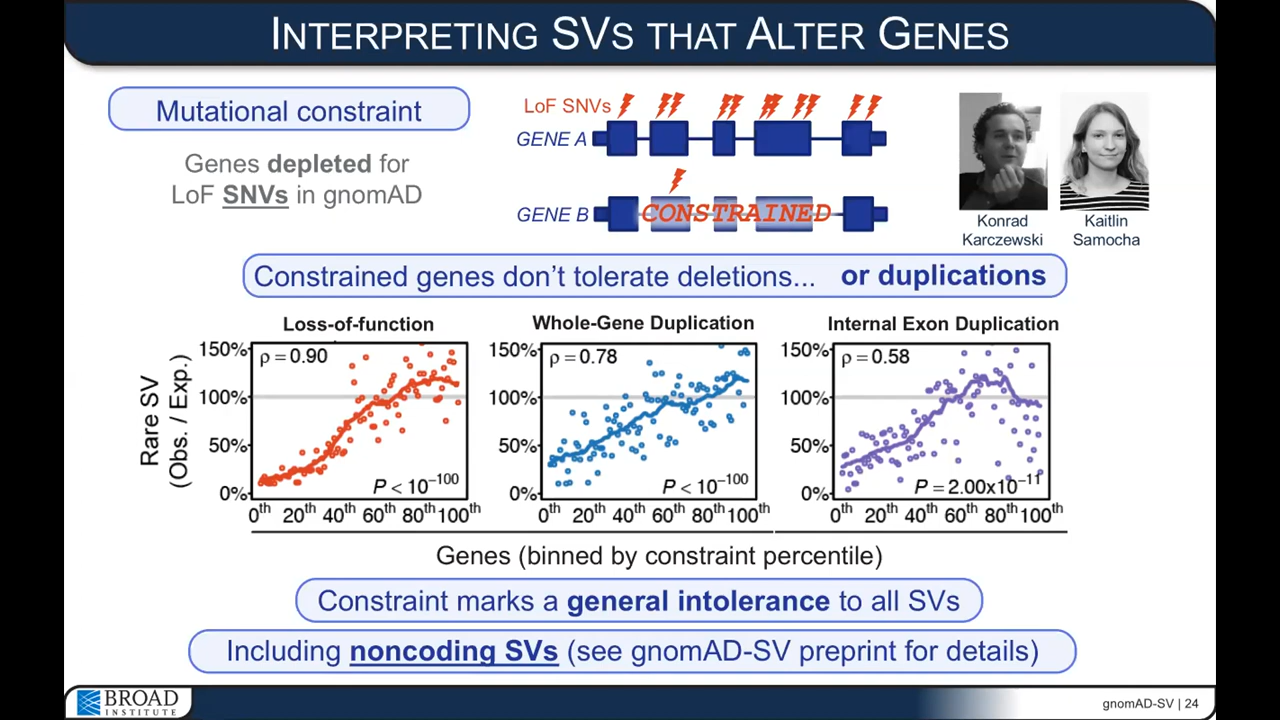 INTERPRETING SVS THAT ALTER GENES
Mutational constraint
Genes depleted for
LoF SNVs in gnomAD
LoF SNVs
GENE A
GENE B
CONSTRAINED
Konrad
Karczewski
Kaitlin
Samocha
Constrained genes don't tolerate deletions... or duplications
Rare SV
(Obs. / Exp.)
Loss-of-function
150%
100%
50%
0%
ρ = 0.90
P < 10⁻¹⁰⁰
0th 20th 40th 60th 80th 100th
Whole-Gene Duplication
150%
100%
50%
0%
ρ = 0.78
P < 10⁻¹⁰⁰
0th 20th 40th 60th 80th 100th
Internal Exon Duplication
150%
100%
50%
0%
ρ = 0.58
P = 2.00x10⁻¹¹
0th 20th 40th 60th 80th 100th
Genes (binned by constraint percentile)
Constraint marks a general intolerance to all SVs
Including noncoding SVs (see gnomAD-SV preprint for details)
BROAD
INSTITUTE
gnomAD-SV | 24